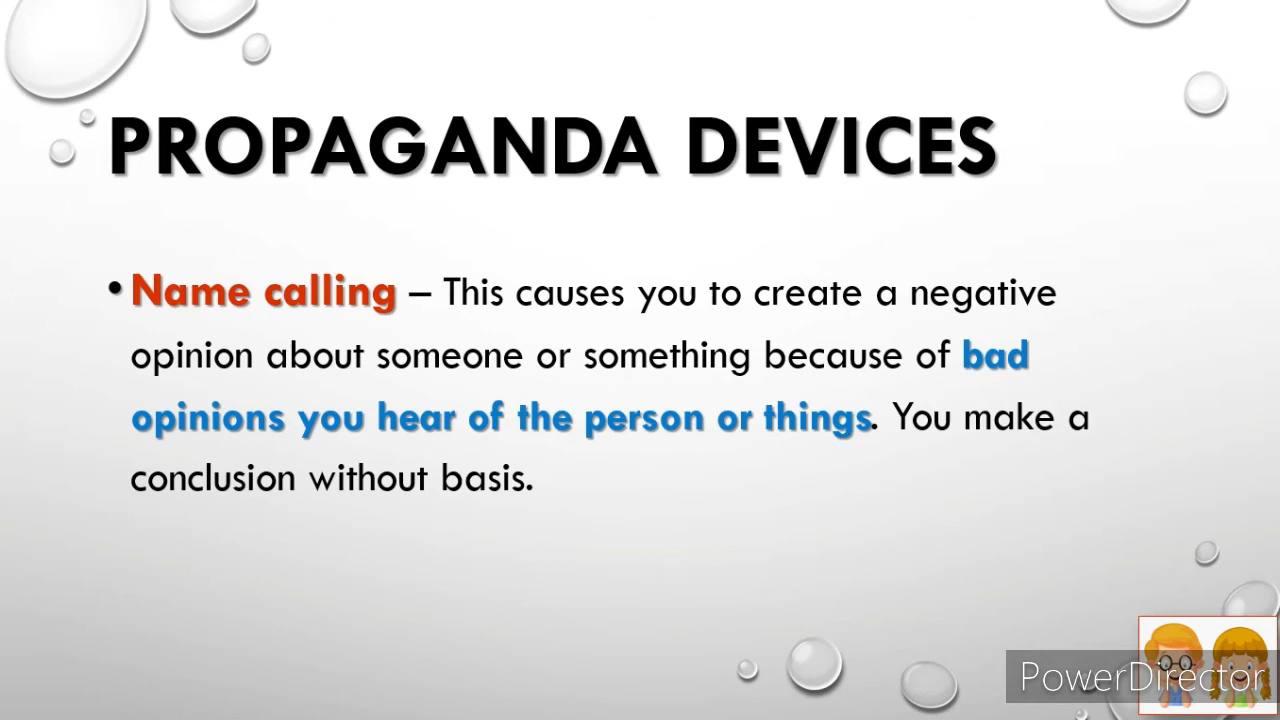 PROPAGANDA DEVICES
• Name calling – This causes you to create a negative
opinion about someone or something because of bad
opinions you hear of the person or things. You make a
conclusion without basis.
PowerDirector